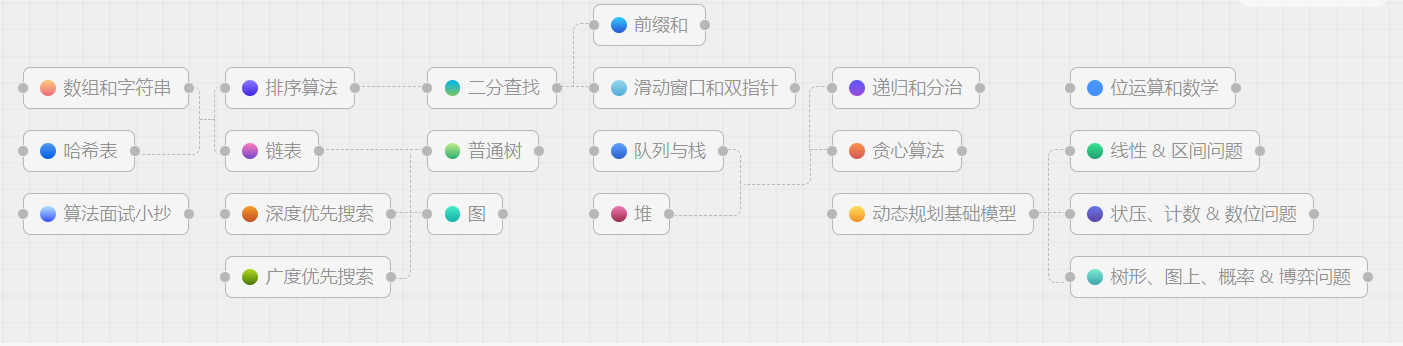 前缀和
数组和字符串
排序算法
二分查找
滑动窗口和双指针
递归和分治
位运算和数学
哈希表
链表
普通树
队列与栈
贪心算法
线性 & 区间问题
算法面试小抄
深度优先搜索
图
堆
动态规划基础模型
状压、计数 & 数位问题
广度优先搜索
树形、图上、概率 & 博弈问题